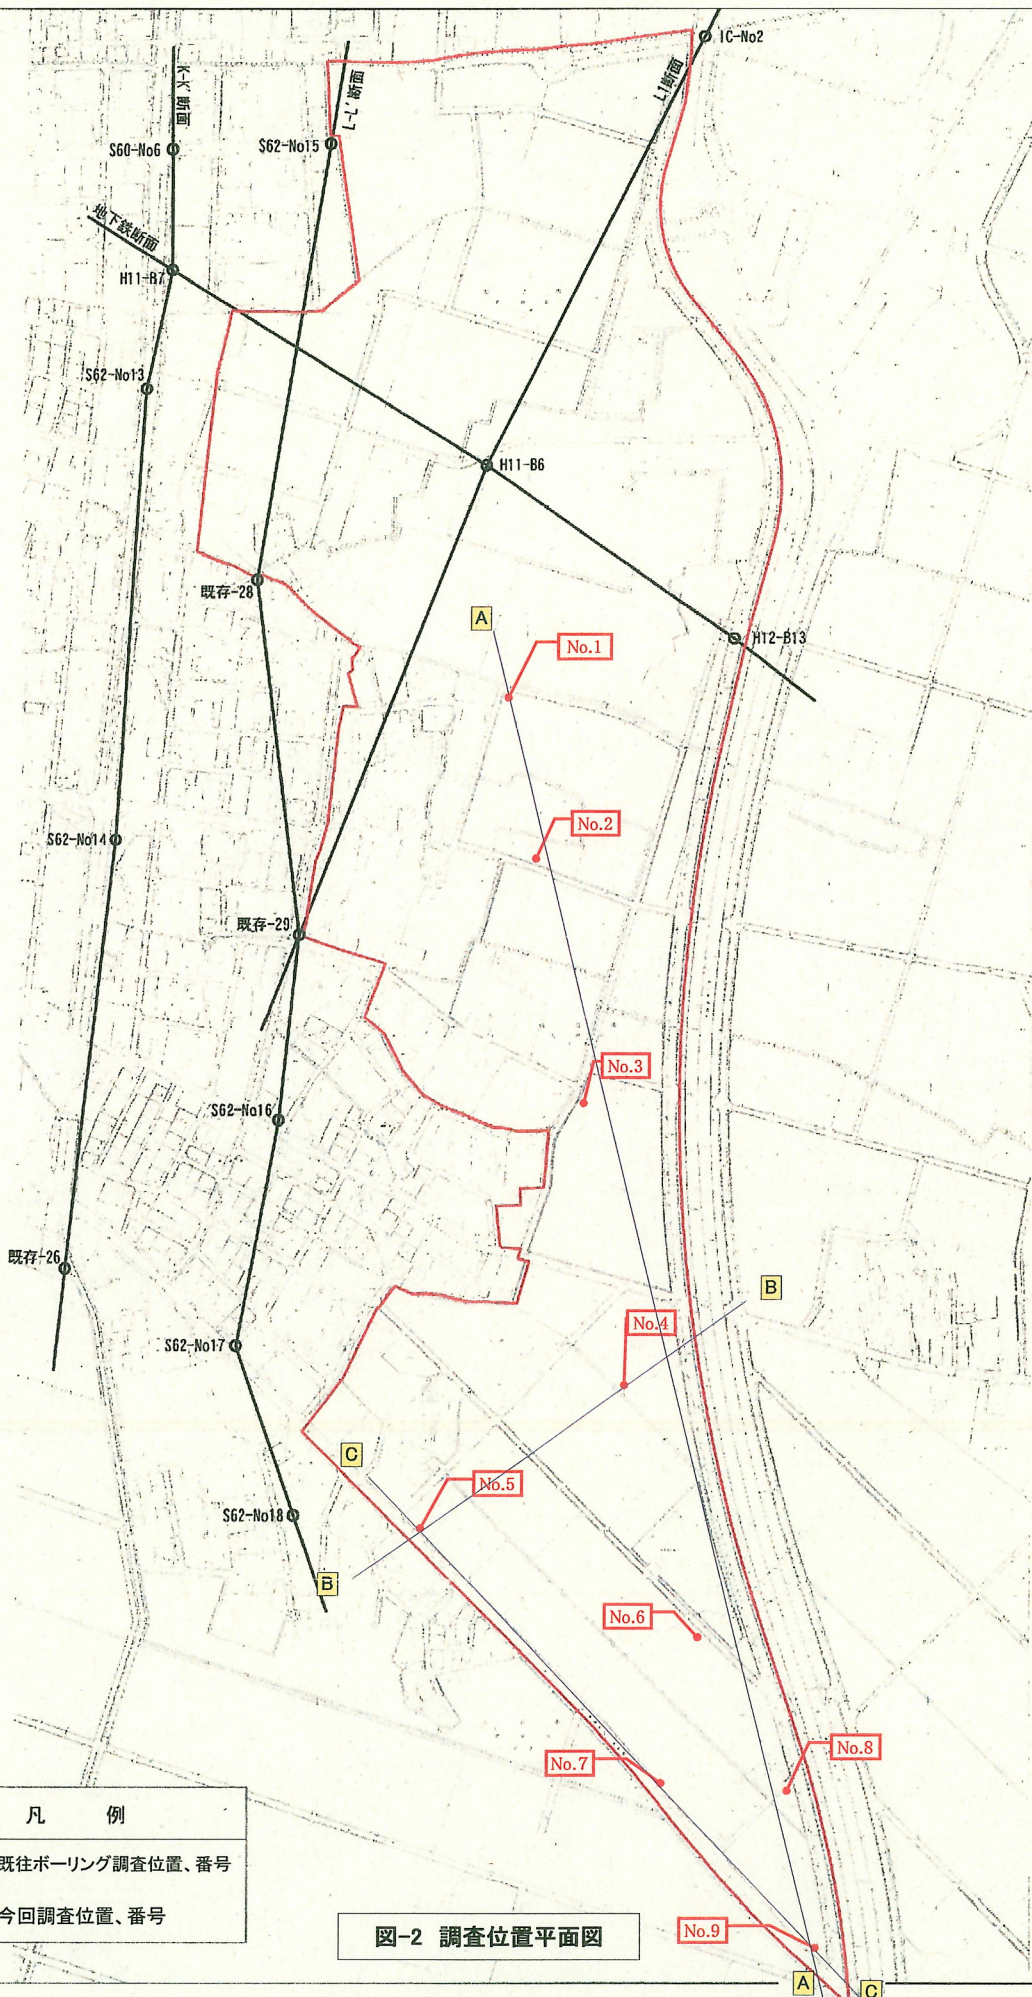 IC-No2
K-K' 断面
L-L' 断面
L1断面
S60-No6
S62-No15
地下鉄断面
H11-B7
S62-No13
H11-B6
既存-28
A
No.1
H12-B13
No.2
S62-No14
既存-29
No.3
S62-No16
既存-26
B
No.4
S62-No17
C
No.5
S62-No18
B
No.6
No.8
No.7
凡 例
既往ボーリング調査位置、番号
今回調査位置、番号
No.9
図-2 調査位置平面図
A
C